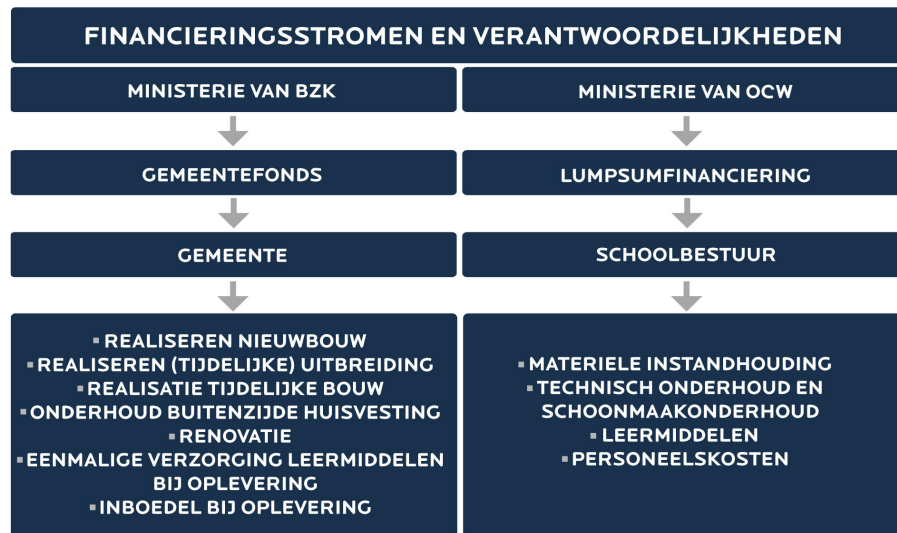 FINANCIERINGSSTROMEN EN VERANTWOORDELIJKHEDEN
MINISTERIE VAN BZK
GEMEENTEFONDS
GEMEENTE
▪ REALISEREN NIEUWBOUW
▪ REALISEREN (TIJDELIJKE) UITBREIDING
▪ REALISATIE TIJDELIJKE BOUW
▪ ONDERHOUD BUITENZIJDE HUISVESTING
▪ RENOVATIE
▪ EENMALIGE VERZORGING LEERMIDDELEN
BIJ OPLEVERING
▪ INBOEDEL BIJ OPLEVERING
MINISTERIE VAN OCW
LUMPSUMFINANCIERING
SCHOOLBESTUUR
▪ MATERIELE INSTANDHOUDING
▪ TECHNISCH ONDERHOUD EN
SCHOONMAAKONDERHOUD
▪ LEERMIDDELEN
▪ PERSONEELSKOSTEN